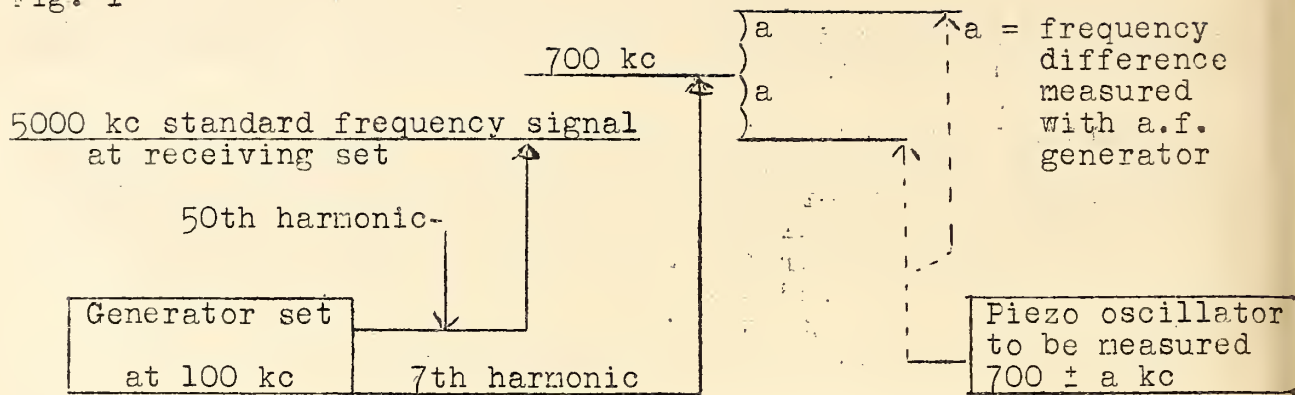 Fig. 1
a
a = frequency
difference
measured
with a.f.
generator
700 kc
a
5000 kc standard frequency signal
at receiving set
50th harmonic-
Generator set
at 100 kc
7th harmonic
Piezo oscillator
to be measured
700 ± a kc